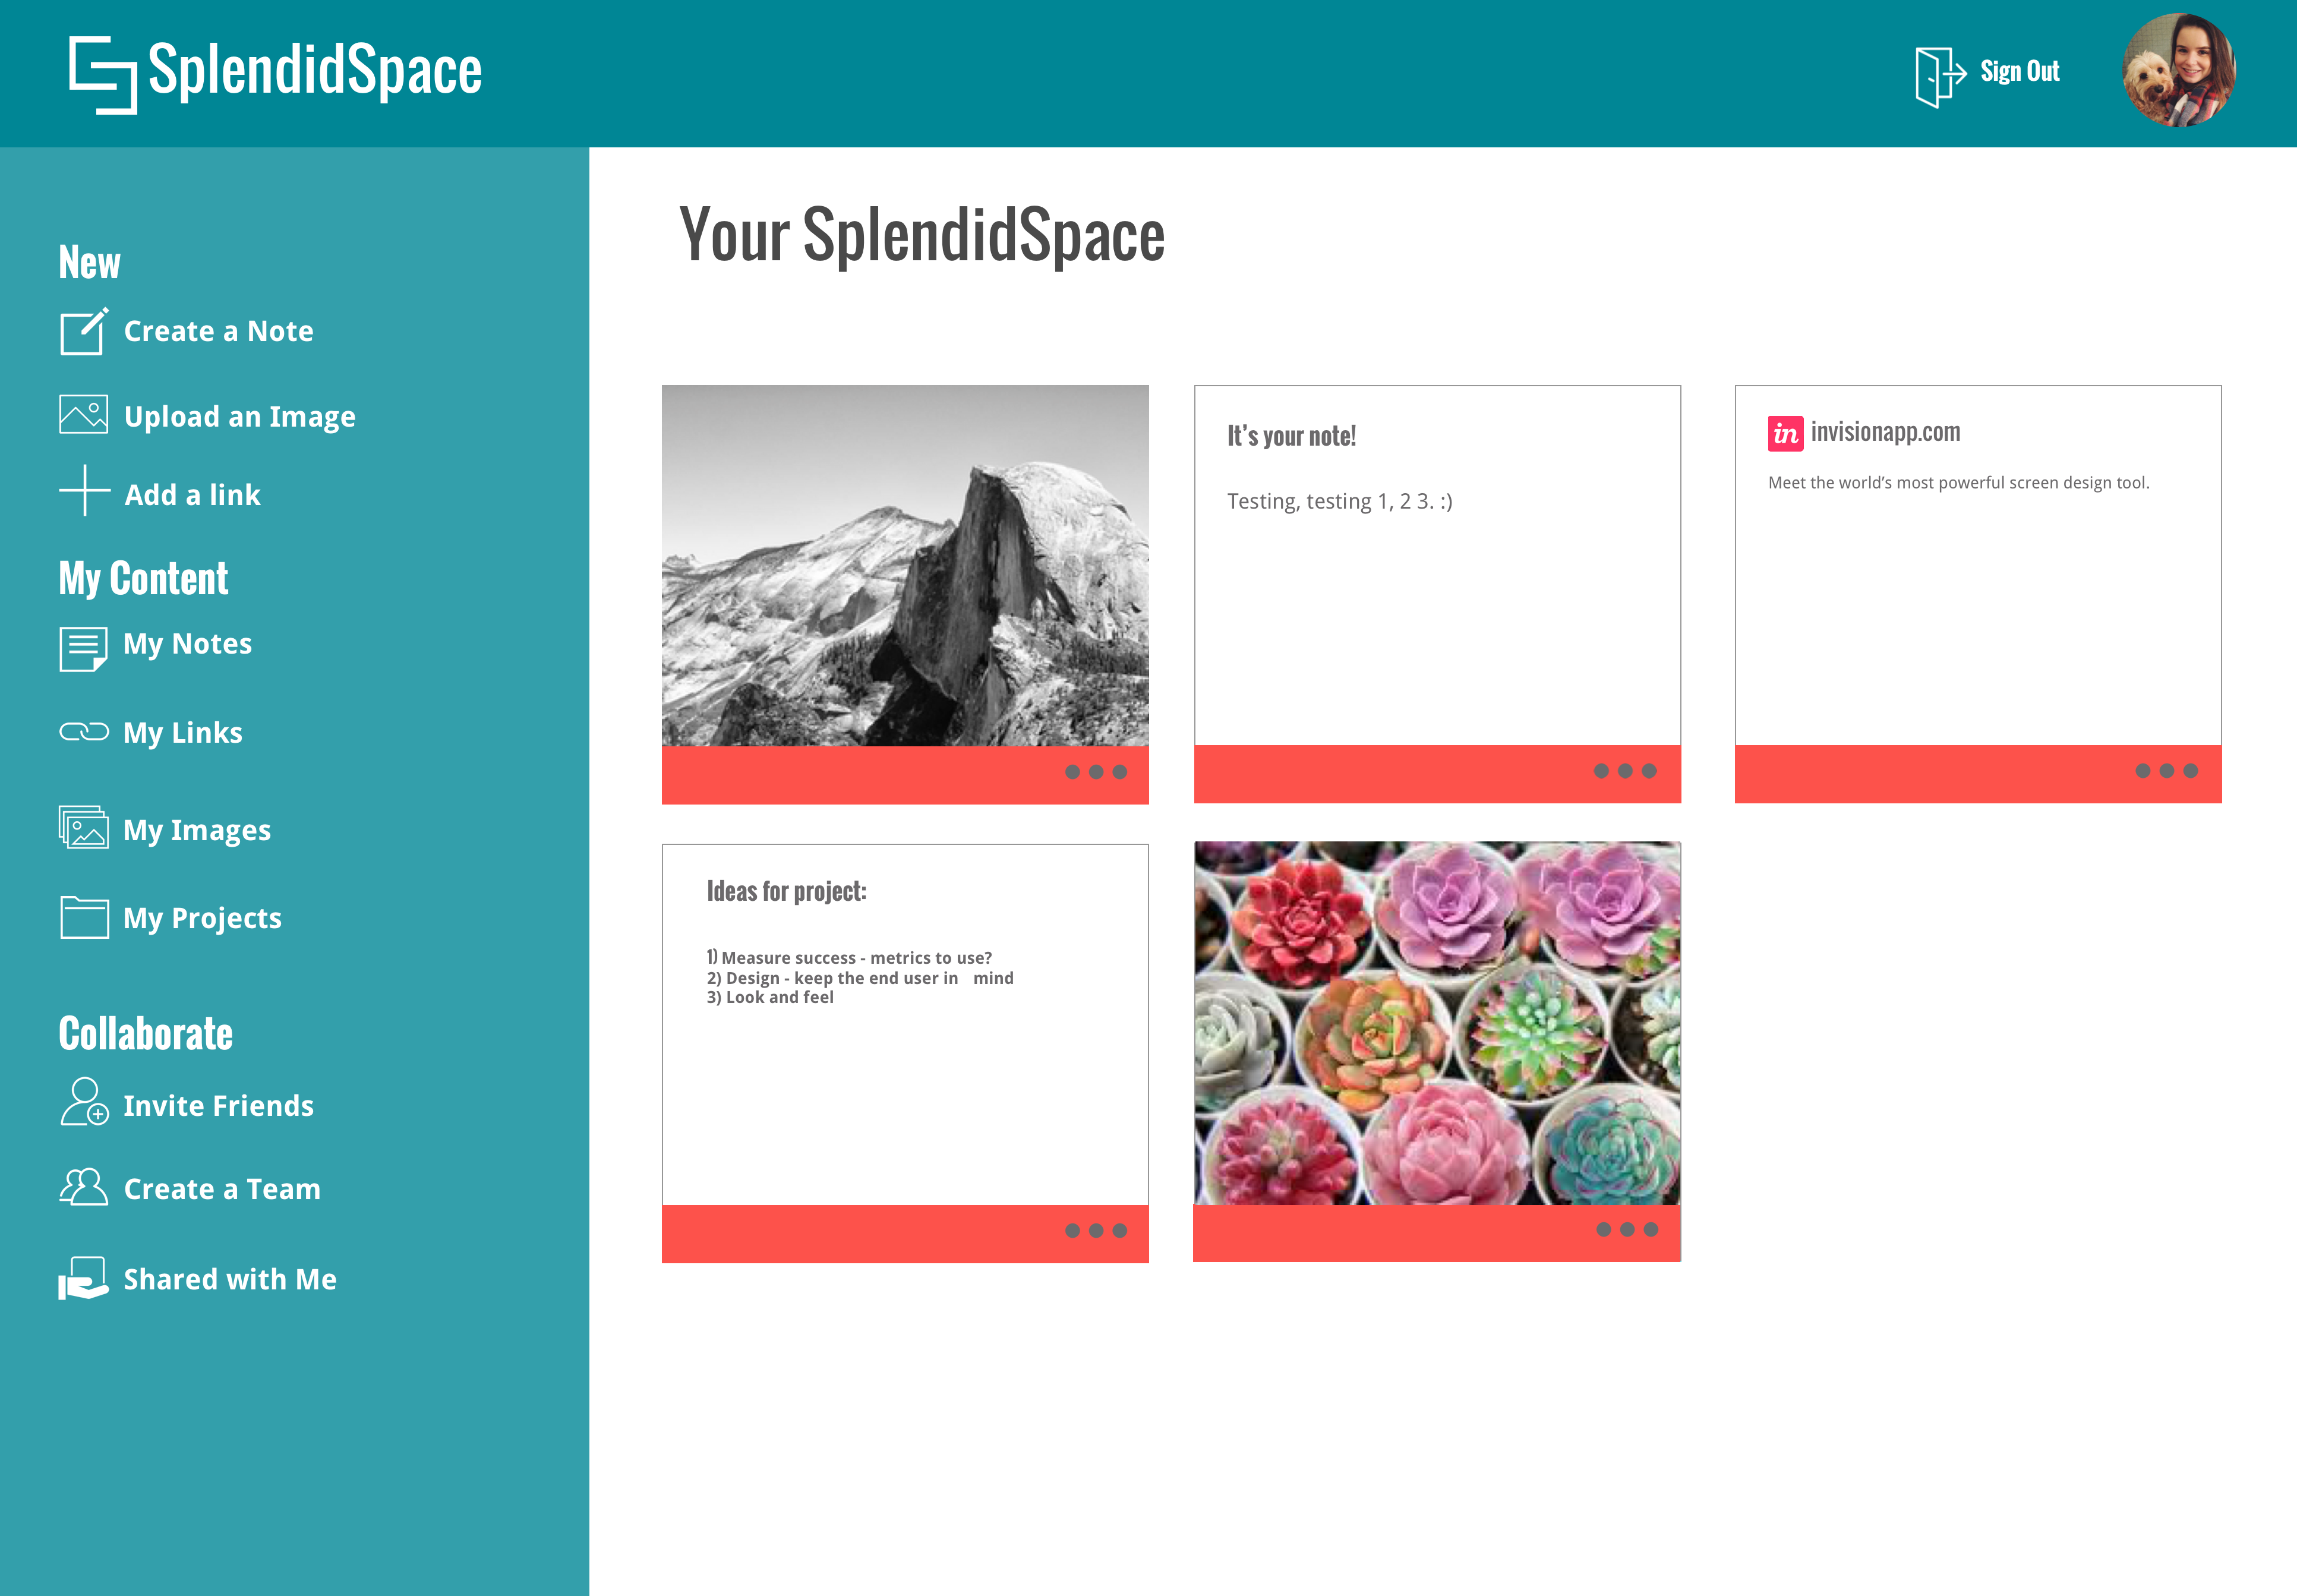 SplendidSpace
Sign Out
New
Create a Note
Upload an Image
Add a link
My Content
My Notes
My Links
My Images
My Projects
Collaborate
Invite Friends
Create a Team
Shared with Me
Your SplendidSpace
It's your note!
Testing, testing 1, 2 3. :)
in invisionapp.com
Meet the world's most powerful screen design tool.
Ideas for project:
1) Measure success - metrics to use?
2) Design - keep the end user in mind
3) Look and feel